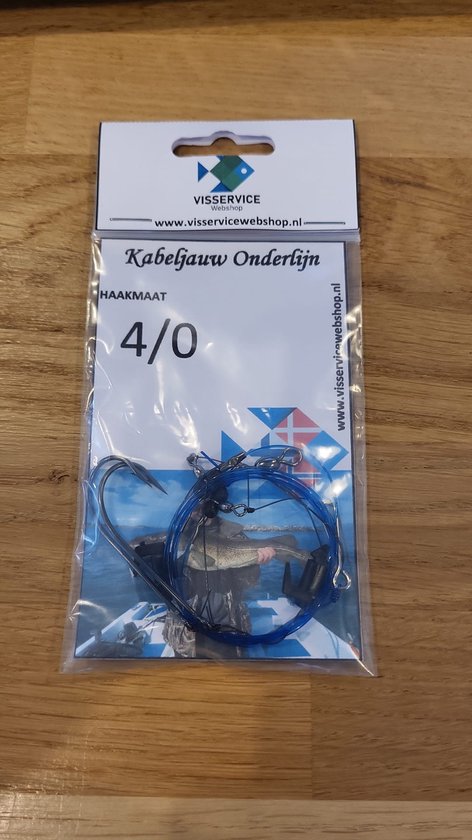 VISSERVICE
Webshop
www.visservicewebshop.nl
Kabeljauw Onderlijn
HAAKMAAT
4/0
www.visservicewebshop.nl